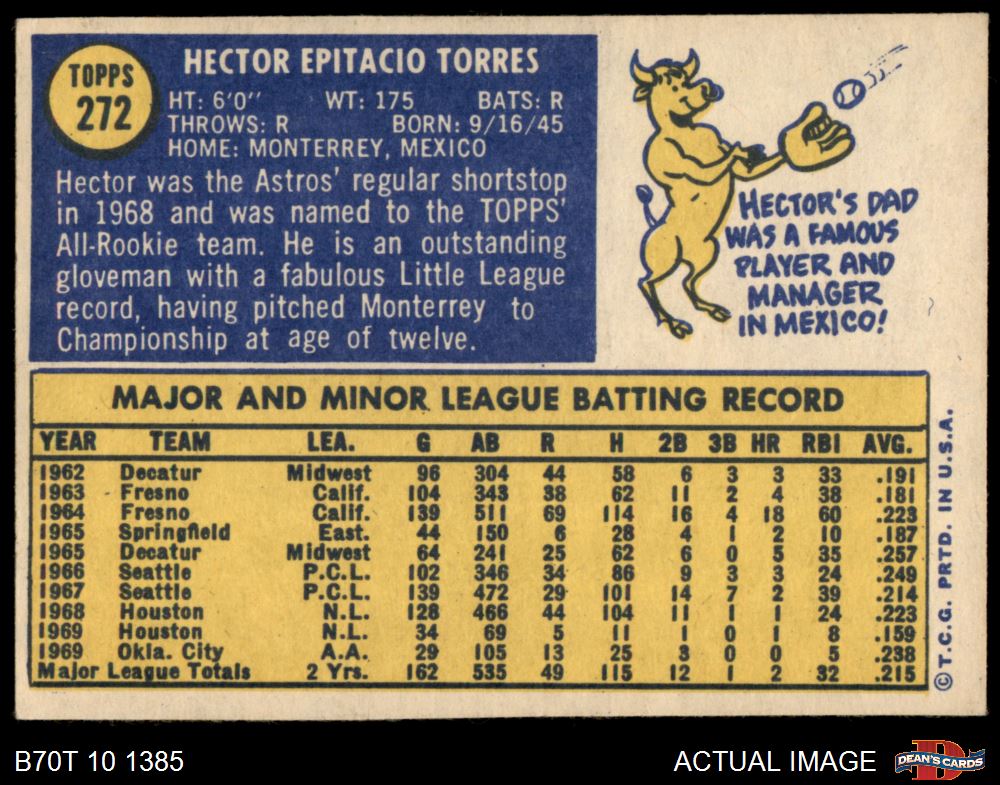 TOPPS
272
HECTOR EPITACIO TORRES
HT: 6'0" WT: 175 BATS: R
THROWS: R BORN: 9/16/45
HOME: MONTERREY, MEXICO
Hector was the Astros' regular shortstop
in 1968 and was named to the TOPPS'
All-Rookie team. He is an outstanding
gloveman with a fabulous Little League
record, having pitched Monterrey to
Championship at age of twelve.
HECTOR'S DAD
WAS A FAMOUS
PLAYER AND
MANAGER
IN MEXICO!
MAJOR AND MINOR LEAGUE BATTING RECORD
YEAR TEAM LEA. G AB R H 2B 3B HR RBI AVG.
1962 Decatur Midwest 96 304 44 58 6 3 3 33 .191
1963 Fresno Calif. 104 343 38 62 11 2 4 38 .181
1964 Fresno Calif. 139 511 69 114 16 4 18 60 .223
1965 Springfield East. 44 150 6 28 4 1 2 10 .187
1965 Decatur Midwest 64 241 25 62 6 0 5 35 .257
1966 Seattle P.C.L. 102 346 34 86 9 3 3 24 .249
1967 Seattle P.C.L. 139 472 29 101 14 7 2 39 .214
1968 Houston N.L. 128 466 44 104 11 1 1 24 .223
1969 Houston N.L. 34 69 5 11 1 0 1 8 .159
1969 Okla. City A.A. 29 105 13 25 3 0 0 5 .238
Major League Totals 2 Yrs. 162 535 49 115 12 1 2 32 .215
©T.C.G. PRTD. IN U.S.A.
B70T 10 1385
ACTUAL IMAGE
D
DEAN'S CARDS